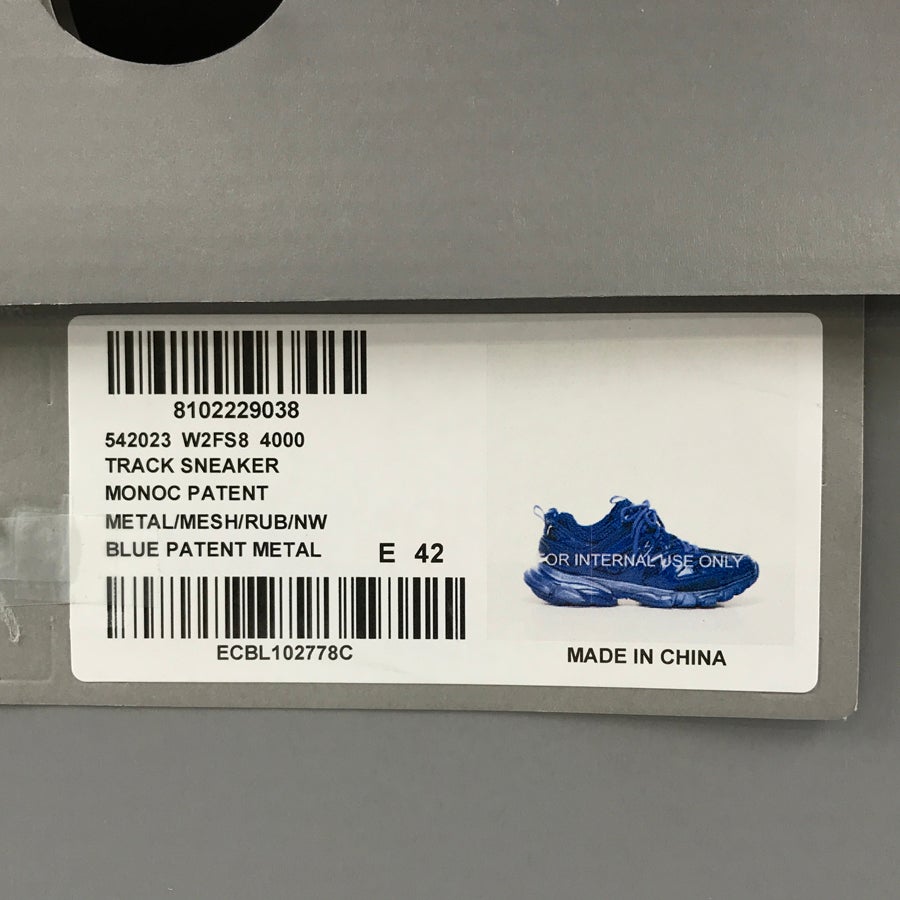 8102229038
542023 W2FS8 4000
TRACK SNEAKER
MONOC PATENT
METAL/MESH/RUB/NW
BLUE PATENT METAL E 42
ECBL102778C
FOR INTERNAL USE ONLY
MADE IN CHINA